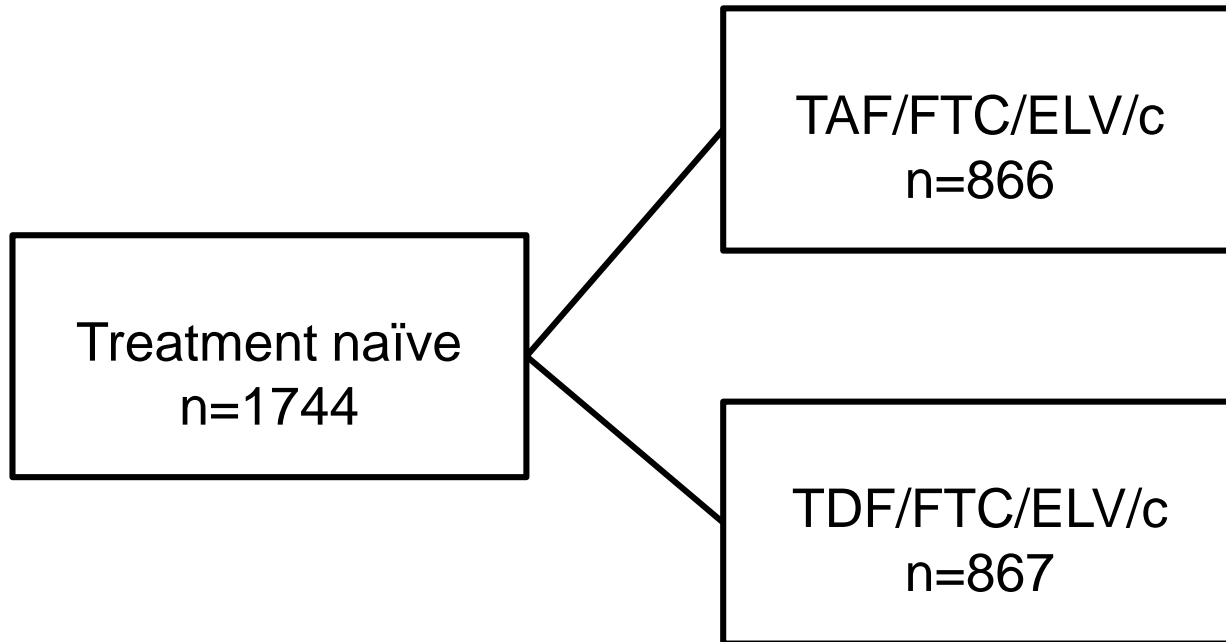 TAF/FTC/ELV/c
n=866
Treatment naïve
n=1744
TDF/FTC/ELV/c
n=867